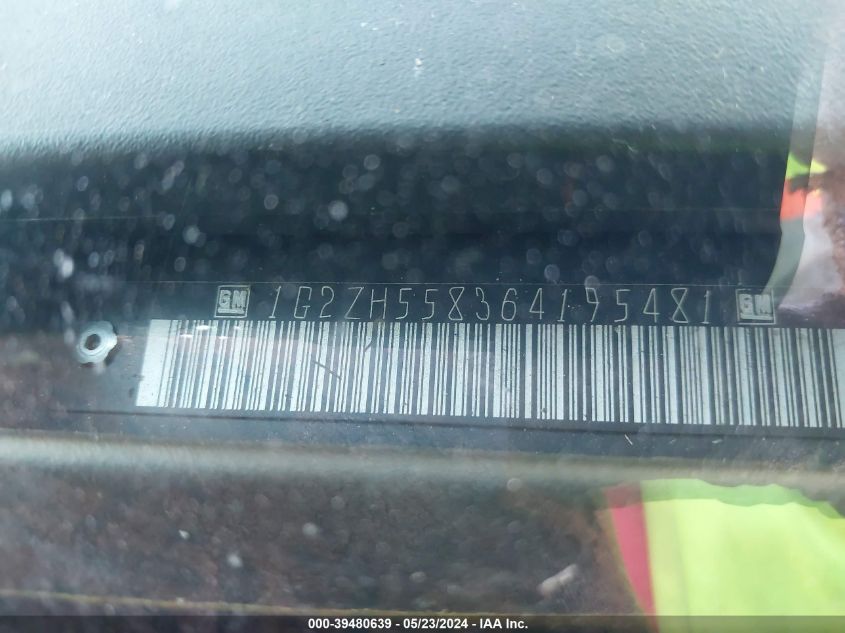 GM 1G2ZH558364195481 GM
000-39480639 / 05/23/2024 - IAA Inc.